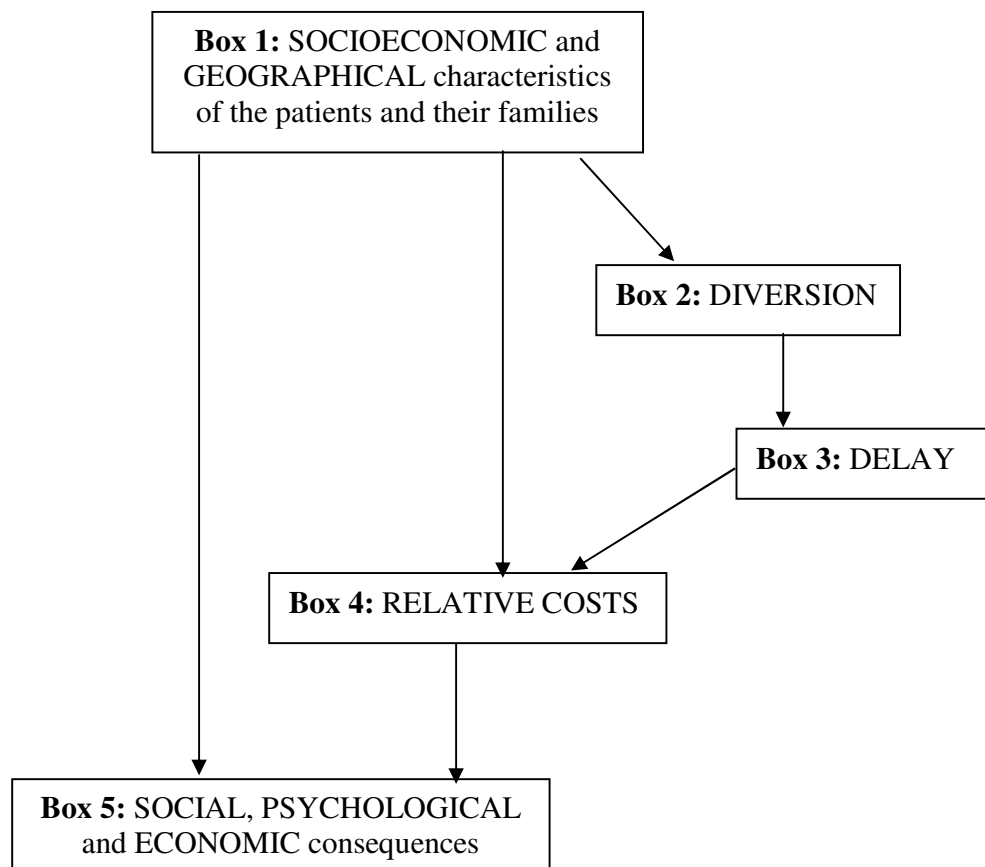 Box 1: SOCIOECONOMIC and
GEOGRAPHICAL characteristics
of the patients and their families
Box 2: DIVERSION
Box 3: DELAY
Box 4: RELATIVE COSTS
Box 5: SOCIAL, PSYCHOLOGICAL
and ECONOMIC consequences